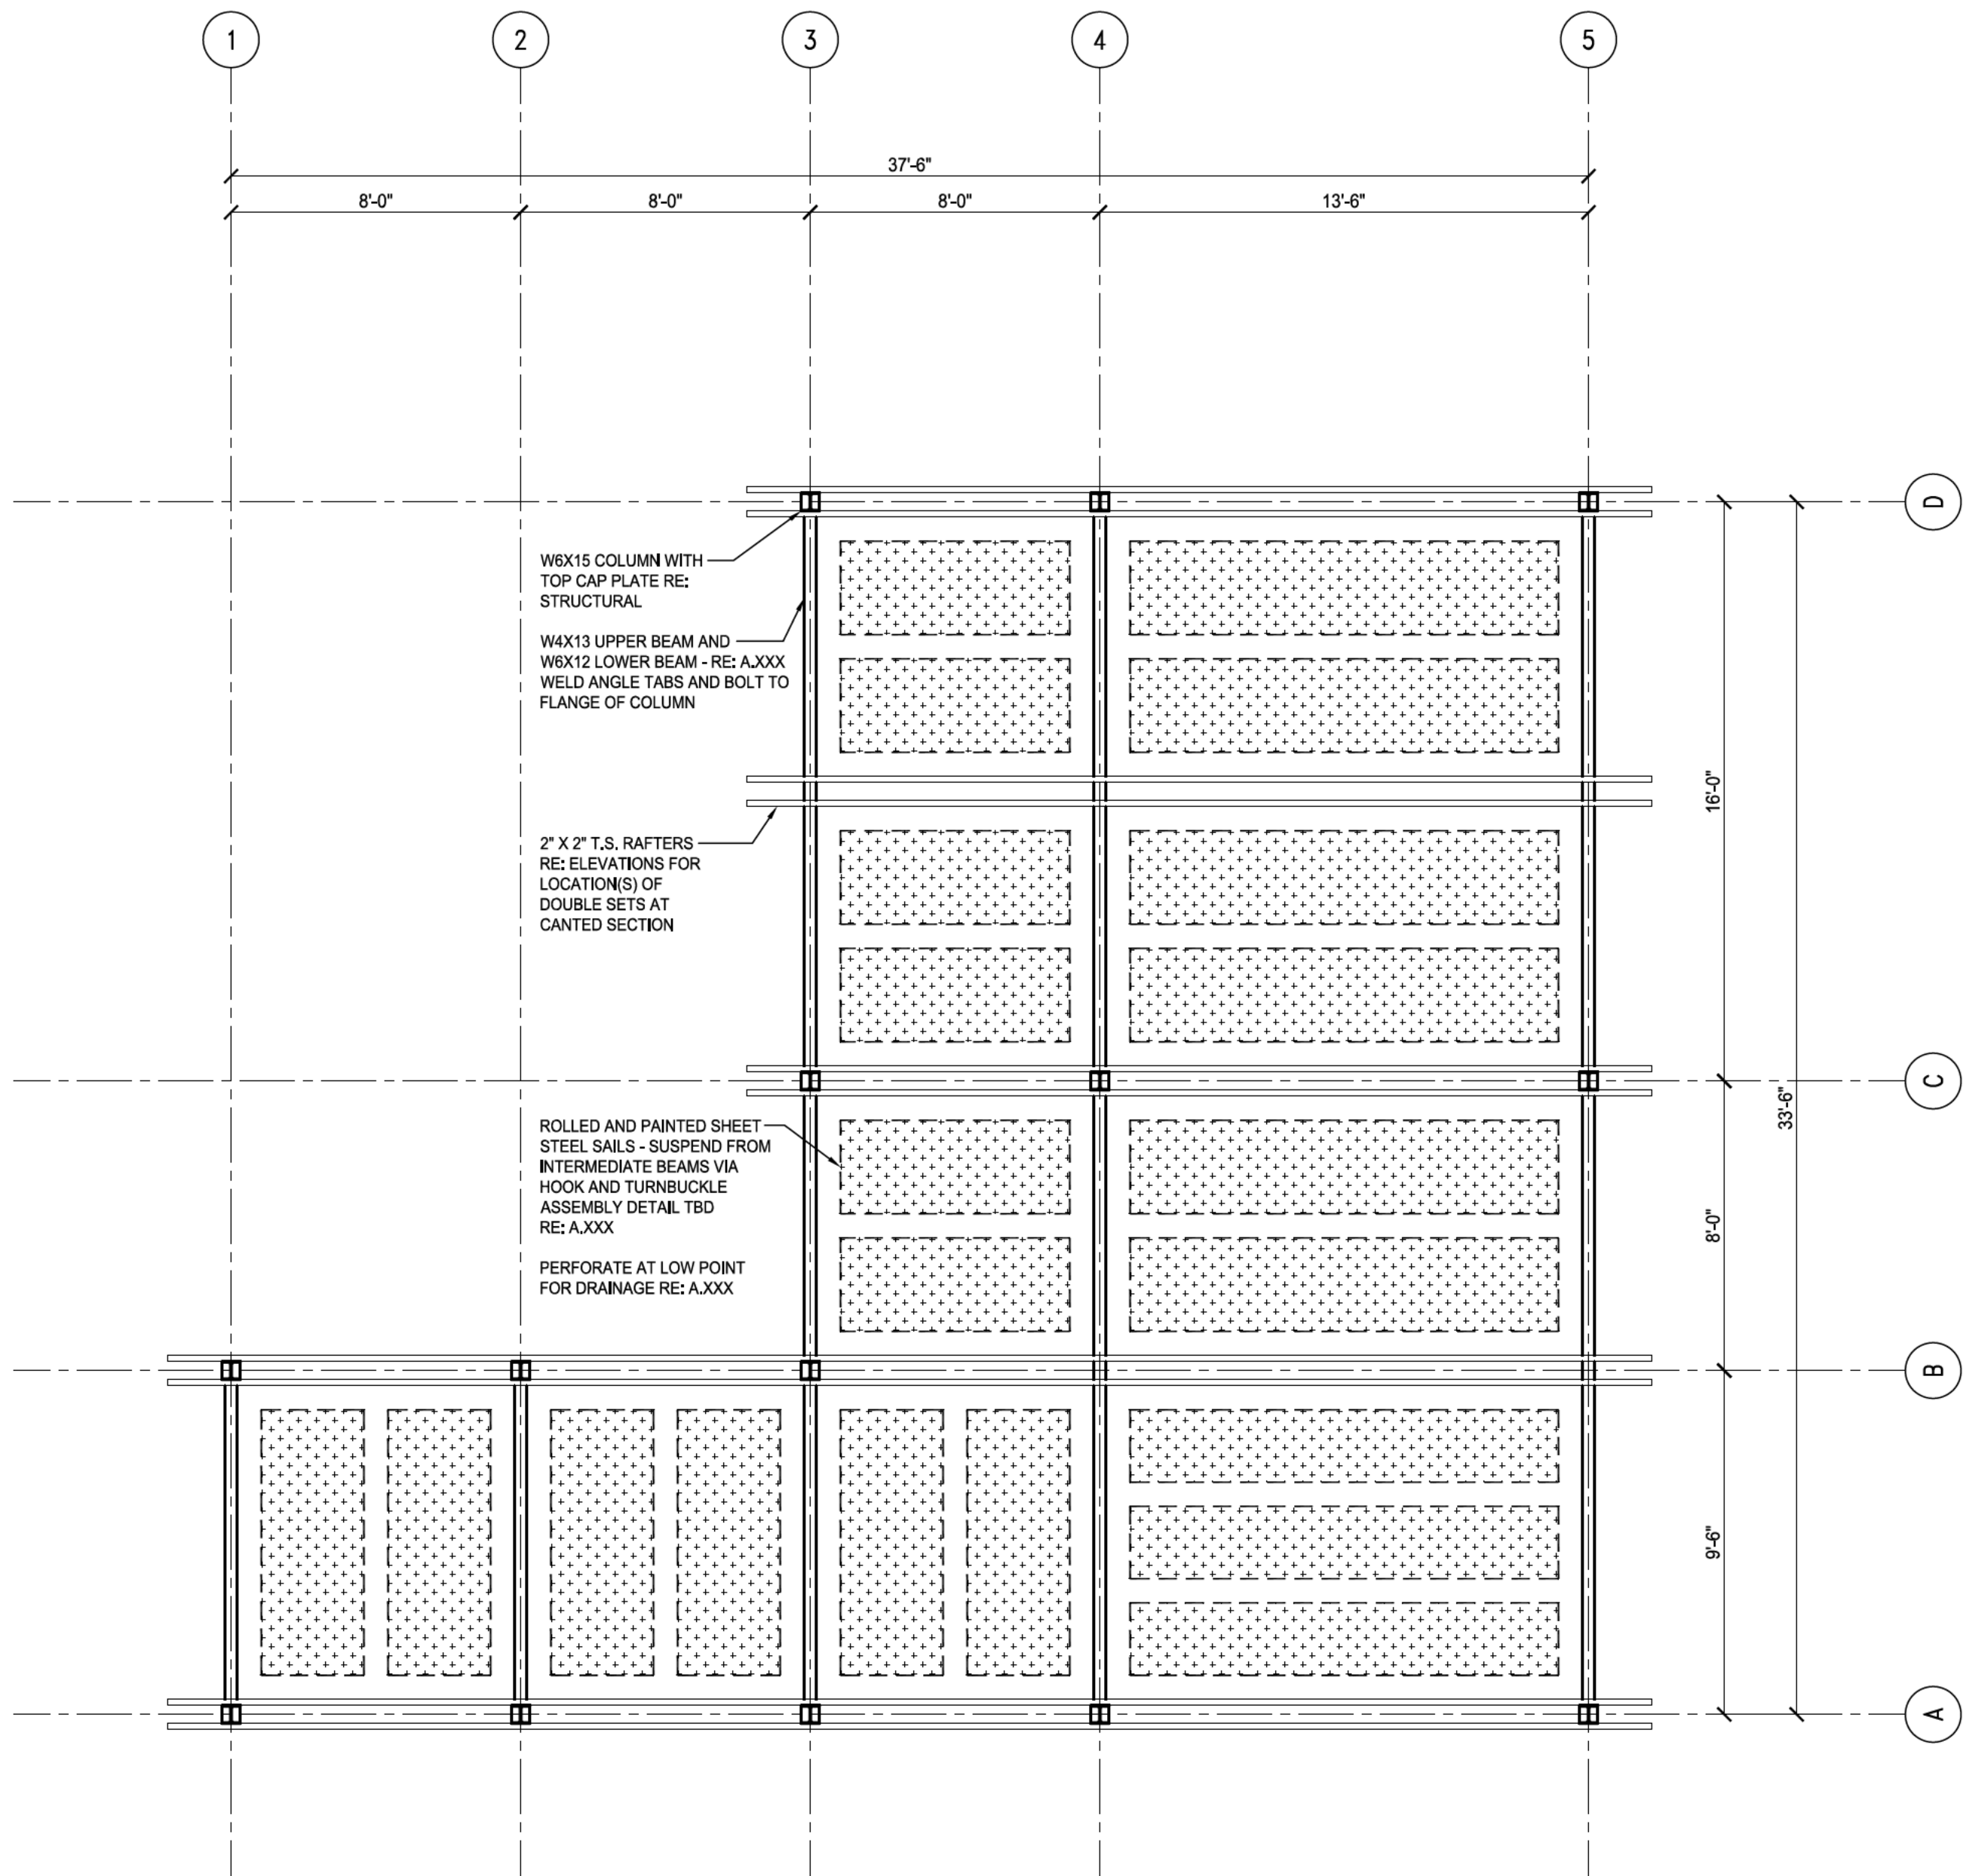 1 2 3 4 5
37'-6"
8'-0" 8'-0" 8'-0" 13'-6"
D
W6X15 COLUMN WITH
TOP CAP PLATE RE:
STRUCTURAL
W4X13 UPPER BEAM AND
W6X12 LOWER BEAM - RE: A.XXX
WELD ANGLE TABS AND BOLT TO
FLANGE OF COLUMN
16'-0"
2" X 2" T.S. RAFTERS
RE: ELEVATIONS FOR
LOCATION(S) OF
DOUBLE SETS AT
CANTED SECTION
C
33'-6"
ROLLED AND PAINTED SHEET
STEEL SAILS - SUSPEND FROM
INTERMEDIATE BEAMS VIA
HOOK AND TURNBUCKLE
ASSEMBLY DETAIL TBD
RE: A.XXX
8'-0"
PERFORATE AT LOW POINT
FOR DRAINAGE RE: A.XXX
B
9'-6"
A